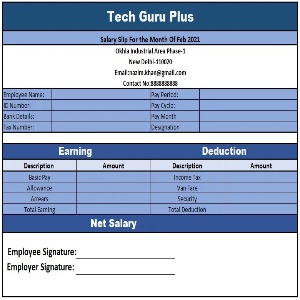 Tech Guru Plus
Salary Slip For the Month Of Feb 2021
Okhla Industrial Area Phase-1
New Delhi-110020
Email:nazim.khan@gmail.com
Contact No:8888888888
Employee Name: Pay Period:
ID Number: Pay Cycle:
Bank Details: Pay Month
Tax Number: Designation
Earning Deduction
Description Amount Description Amount
Basic Pay Income Tax
Allowance Van Fare
Arrears Security
Total Earning Total Deduction
Net Salary
Employee Signature:
Employer Signature: